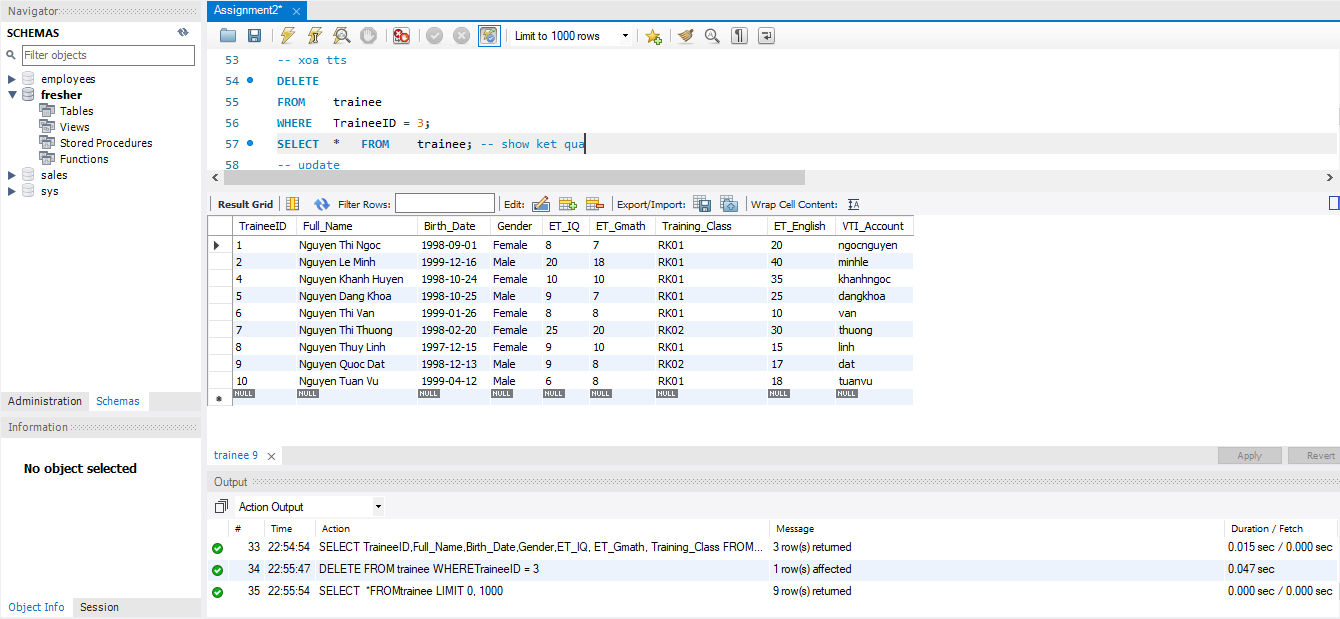 Navigator
SCHEMAS
Filter objects
employees
fresher
Tables
Views
Stored Procedures
Functions
sales
sys
Administration Schemas
Information
No object selected
Object Info Session
Assignment2*
Limit to 1000 rows
53 -- xoa tts
54 DELETE
55 FROM trainee
56 WHERE TraineeID = 3;
57 SELECT * FROM trainee; -- show ket qua
58 -- update
Result Grid Filter Rows: Edit: Export/Import: Wrap Cell Content:
TraineeID Full_Name Birth_Date Gender ET_IQ ET_Gmath Training_Class ET_English VTI_Account
1 Nguyen Thi Ngoc 1998-09-01 Female 8 7 RK01 20 ngocnguyen
2 Nguyen Le Minh 1999-12-16 Male 20 18 RK01 40 minhle
4 Nguyen Khanh Huyen 1998-10-24 Female 10 10 RK01 35 khanhngoc
5 Nguyen Dang Khoa 1998-10-25 Male 9 7 RK01 25 dangkhoa
6 Nguyen Thi Van 1999-01-26 Female 8 8 RK01 10 van
7 Nguyen Thi Thuong 1998-02-20 Female 25 20 RK02 30 thuong
8 Nguyen Thuy Linh 1997-12-15 Female 9 10 RK01 15 linh
9 Nguyen Quoc Dat 1998-12-13 Male 9 8 RK02 17 dat
10 Nguyen Tuan Vu 1999-04-12 Male 6 8 RK01 18 tuanvu
NULL NULL NULL NULL NULL NULL NULL NULL NULL
trainee 9
Apply Revert
Output
Action Output
# Time Action Message Duration / Fetch
33 22:54:54 SELECT TraineeID,Full_Name,Birth_Date,Gender,ET_IQ, ET_Gmath, Training_Class FROM... 3 row(s) returned 0.015 sec / 0.000 sec
34 22:55:47 DELETE FROM trainee WHERETraineeID = 3 1 row(s) affected 0.047 sec
35 22:55:54 SELECT *FROMtrainee LIMIT 0, 1000 9 row(s) returned 0.000 sec / 0.000 sec